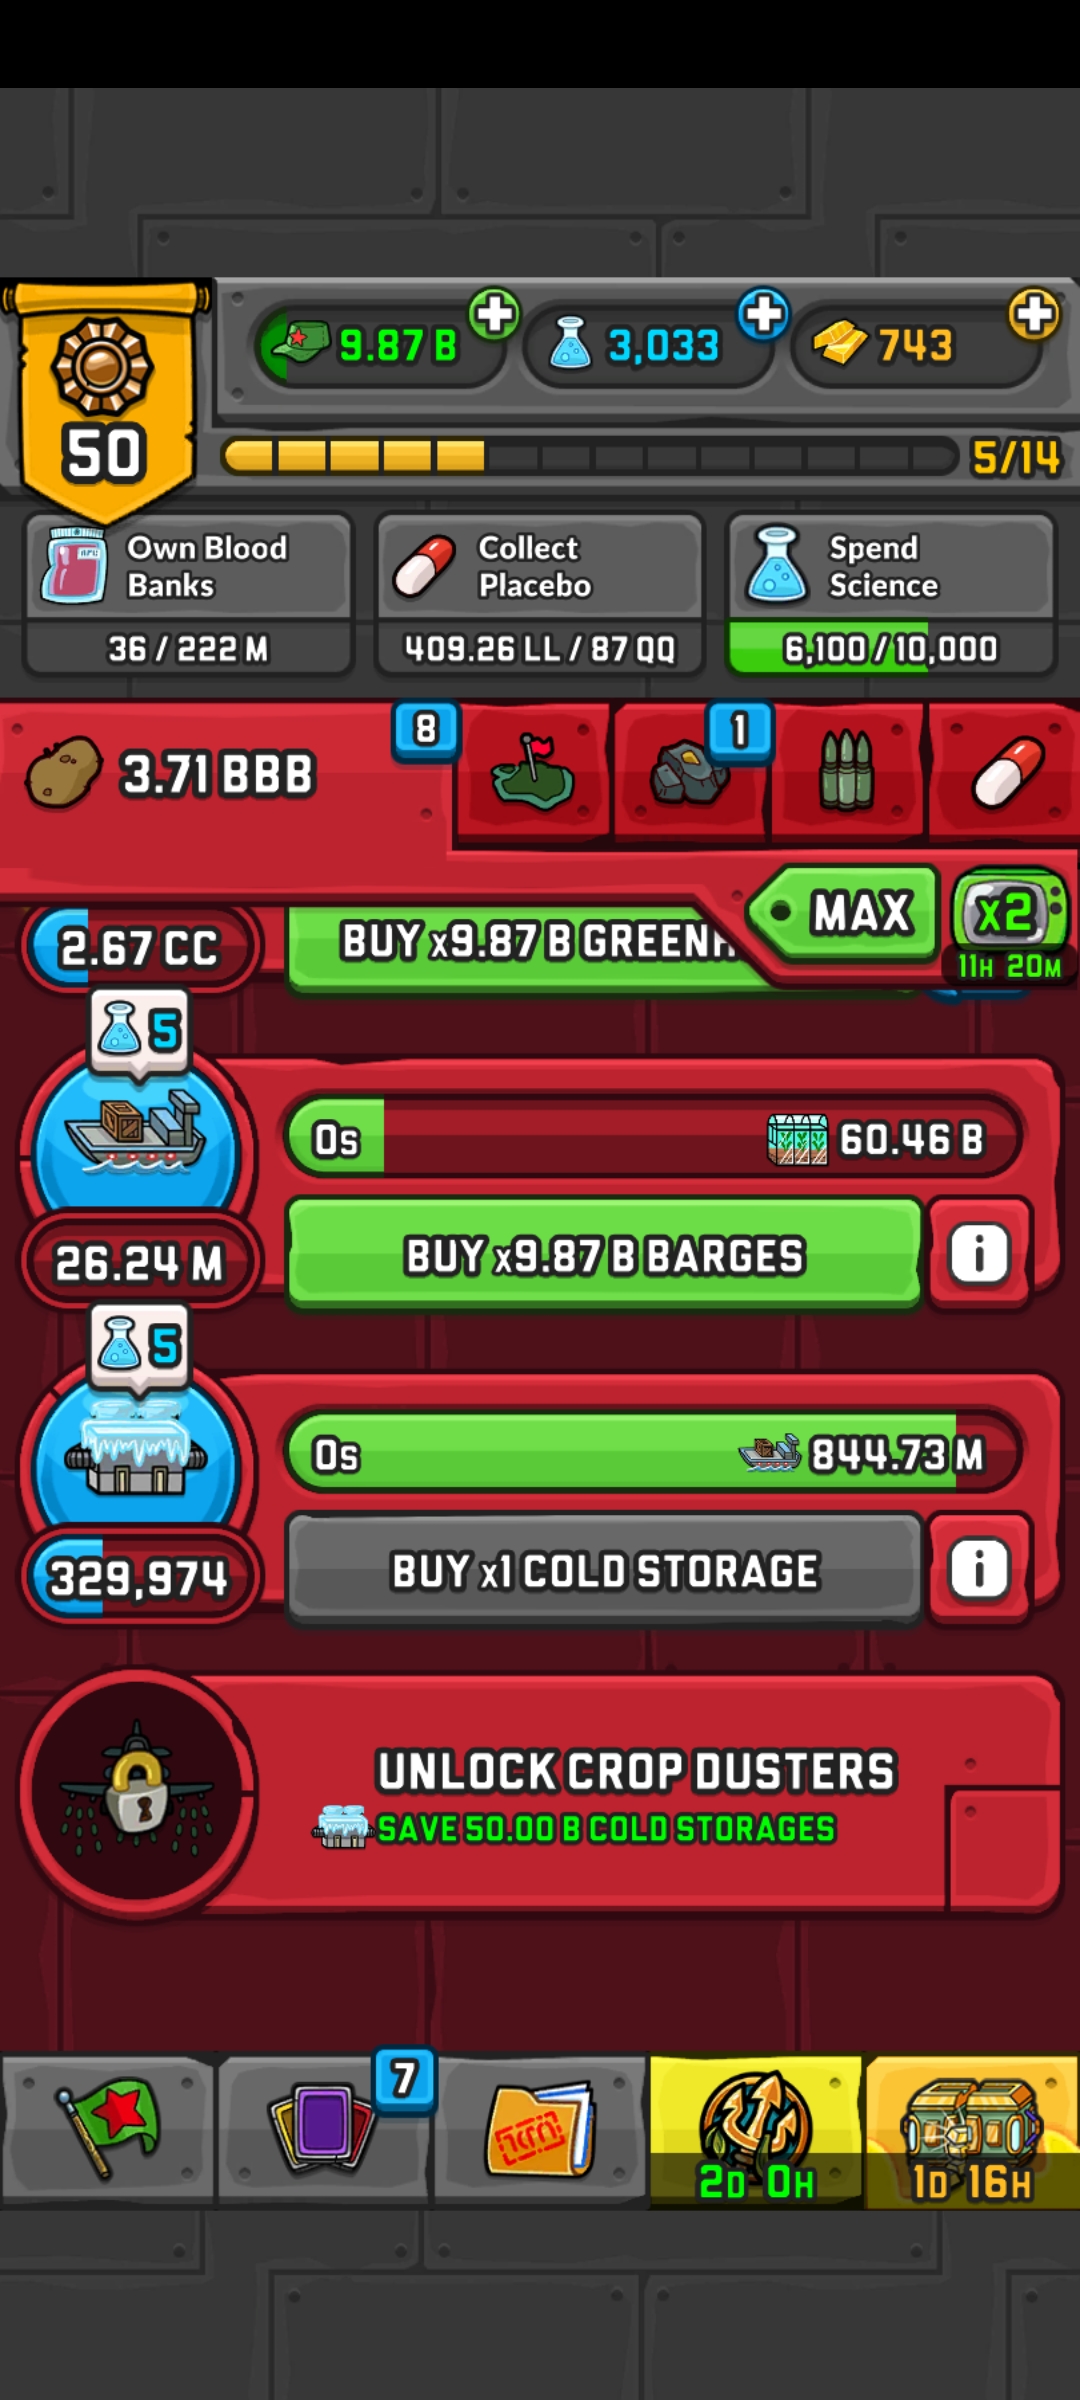 9.87 B
3,033
743
50
5/14
Own Blood
Banks
36 / 222 M
Collect
Placebo
409.26 LL / 87 QQ
Spend
Science
6,100 / 10,000
3.71 BBB
8
1
MAX
x2
11H 20M
2.67 CC
BUY x9.87 B GREENH
5
0s
60.46 B
26.24 M
BUY x9.87 B BARGES
i
5
0s
844.73 M
329,974
BUY x1 COLD STORAGE
i
UNLOCK CROP DUSTERS
SAVE 50.00 B COLD STORAGES
7
2D 0H
1D 16H